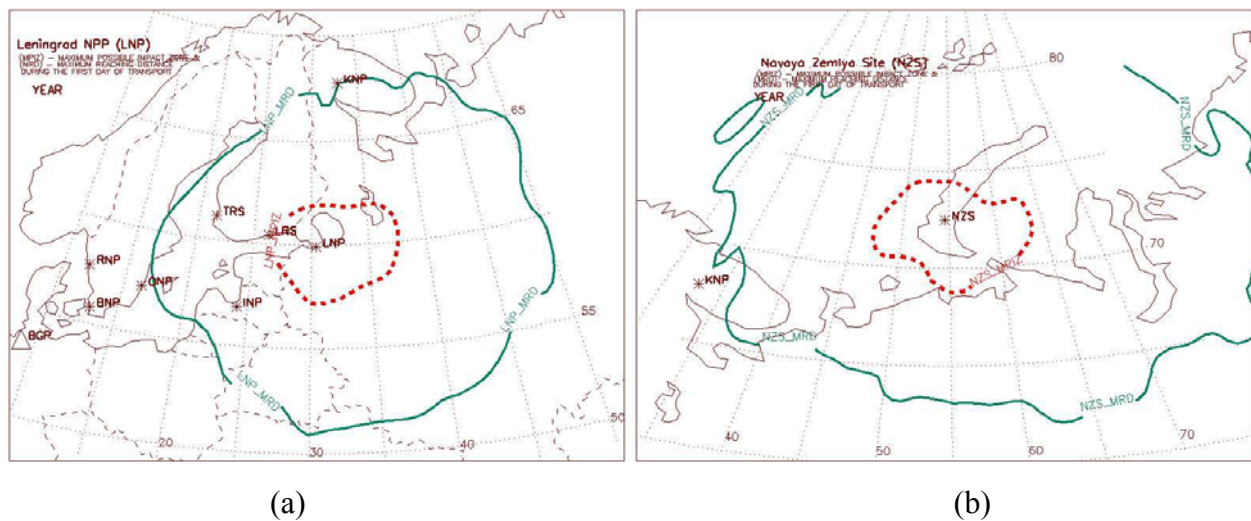 Leningrad NPP (LNP)
(MPIZ) – MAXIMUM POSSIBLE IMPACT ZONE &
(MRD) – MAXIMUM REACHING DISTANCE
DURING THE FIRST DAY OF TRANSPORT
YEAR
KNP
LNP_MRD
65
TRS
LRS
LNP
LNP_MPIZ
RNP
ONP
BNP
INP
BGP
LNP_MRD
55
LNP_MRD
50
20
30
40
(a)
80
Novaya Zemlya Site (NZS)
(MPIZ) – MAXIMUM POSSIBLE IMPACT ZONE &
(MRD) – MAXIMUM REACHING DISTANCE
DURING THE FIRST DAY OF TRANSPORT
YEAR
NZS_MRD
NZS_MRD
NZS
70
KNP
NZS_MPIZ
NZS_MRD
NZS_MRD
40
50
60
70
(b)